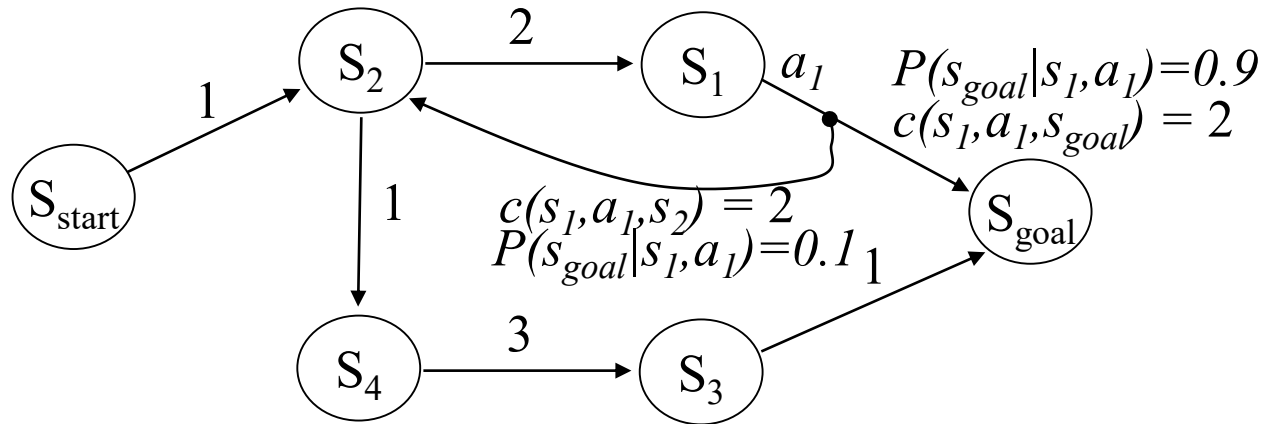 2
S2
S1
a1
P(sgoal|s1,a1)=0.9
c(s1,a1,sgoal) = 2
1
Sstart
1
c(s1,a1,s2) = 2
P(sgoal|s1,a1)=0.1
Sgoal
1
3
S4
S3